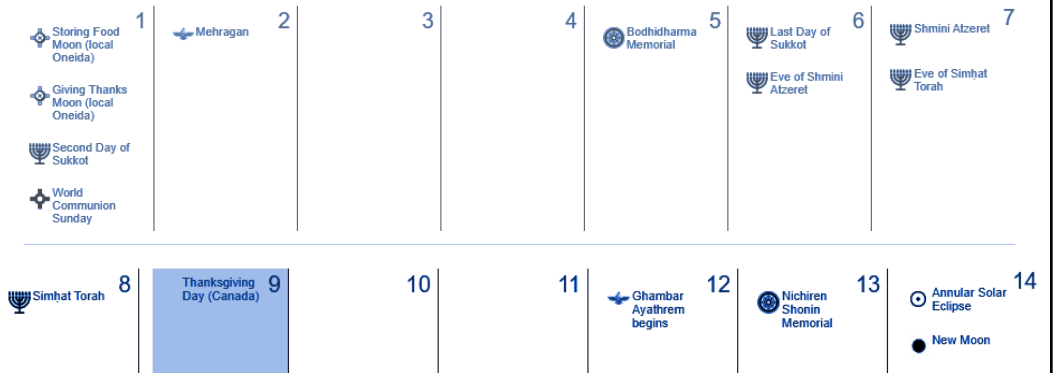 1
Storing Food
Moon (local
Oneida)
Giving Thanks
Moon (local
Oneida)
Second Day of
Sukkot
World
Communion
Sunday
2
Mehragan
3
4
5
Bodhidharma
Memorial
6
Last Day of
Sukkot
Eve of Shmini
Atzeret
7
Shmini Atzeret
Eve of Simḥat
Torah
8
Simḥat Torah
9
Thanksgiving
Day (Canada)
10
11
12
Ghambar
Ayathrem
begins
13
Nichiren
Shonin
Memorial
14
Annular Solar
Eclipse
New Moon